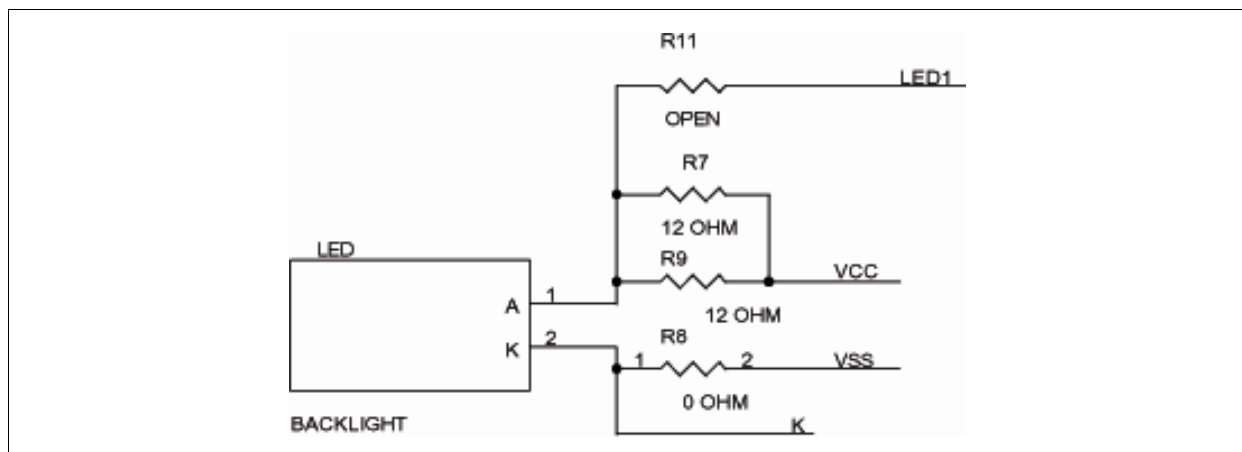 R11
LED1
OPEN
R7
12 OHM
LED
R9
VCC
A 1
12 OHM
K 2
R8
1 2 VSS
0 OHM
BACKLIGHT
K